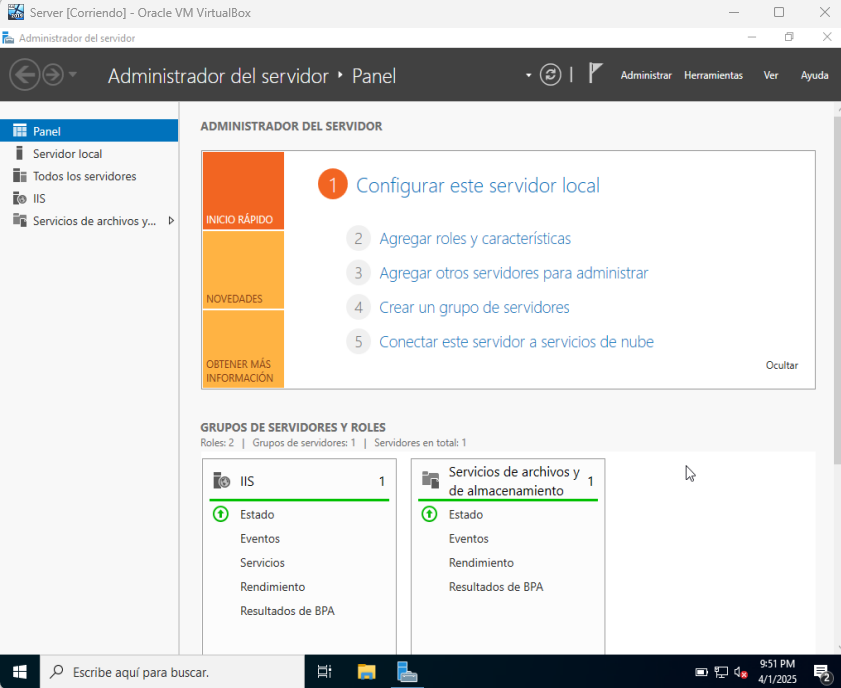 Server [Corriendo] - Oracle VM VirtualBox
Administrador del servidor
Administrador del servidor Panel
Administrar Herramientas Ver Ayuda
Panel
Servidor local
Todos los servidores
IIS
Servicios de archivos y...
ADMINISTRADOR DEL SERVIDOR
INICIO RÁPIDO
NOVEDADES
OBTENER MÁS
INFORMACIÓN
1 Configurar este servidor local
2 Agregar roles y características
3 Agregar otros servidores para administrar
4 Crear un grupo de servidores
5 Conectar este servidor a servicios de nube
Ocultar
GRUPOS DE SERVIDORES Y ROLES
Roles: 2 | Grupos de servidores: 1 | Servidores en total: 1
IIS 1
Estado
Eventos
Servicios
Rendimiento
Resultados de BPA
Servicios de archivos y
de almacenamiento 1
Estado
Eventos
Rendimiento
Resultados de BPA
Escribe aquí para buscar.
9:51 PM
4/1/2025
2